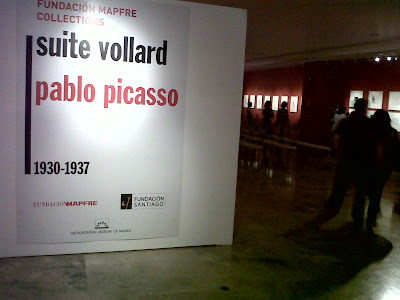 FUNDACIÓN MAPFRE
COLLECTIONS
suite vollard
pablo picasso
1930-1937
FUNDACIÓN MAPFRE
FUNDACIÓN
SANTIAGO
METROPOLITAN MUSEUM OF MANILA